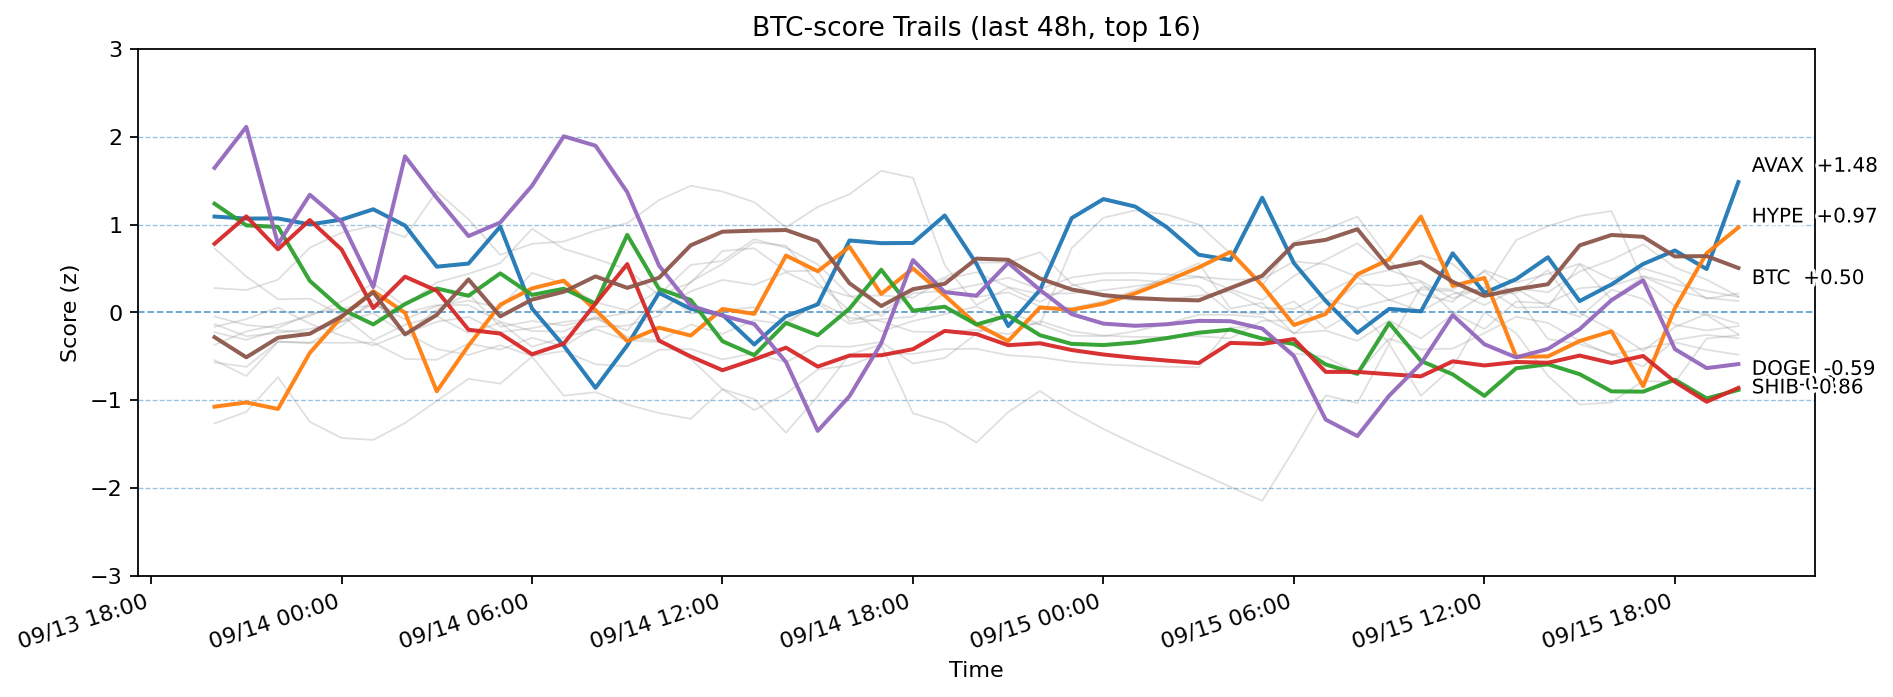 BTC-score Trails (last 48h, top 16)
3
2
1
0
−1
−2
−3
Score (z)
AVAX +1.48
HYPE +0.97
BTC +0.50
DOGE -0.59
SHIB -0.86
09/13 18:00
09/14 00:00
09/14 06:00
09/14 12:00
09/14 18:00
09/15 00:00
09/15 06:00
09/15 12:00
09/15 18:00
Time